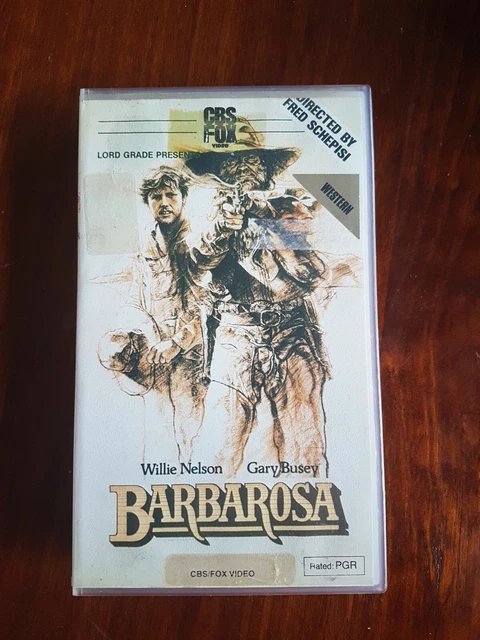 CBS
FOX
VIDEO
DIRECTED BY
FRED SCHEPISI
LORD GRADE PRESEN
WESTERN
Willie Nelson Gary Busey
BARBAROSA
CBS/FOX VIDEO
Rated: PGR